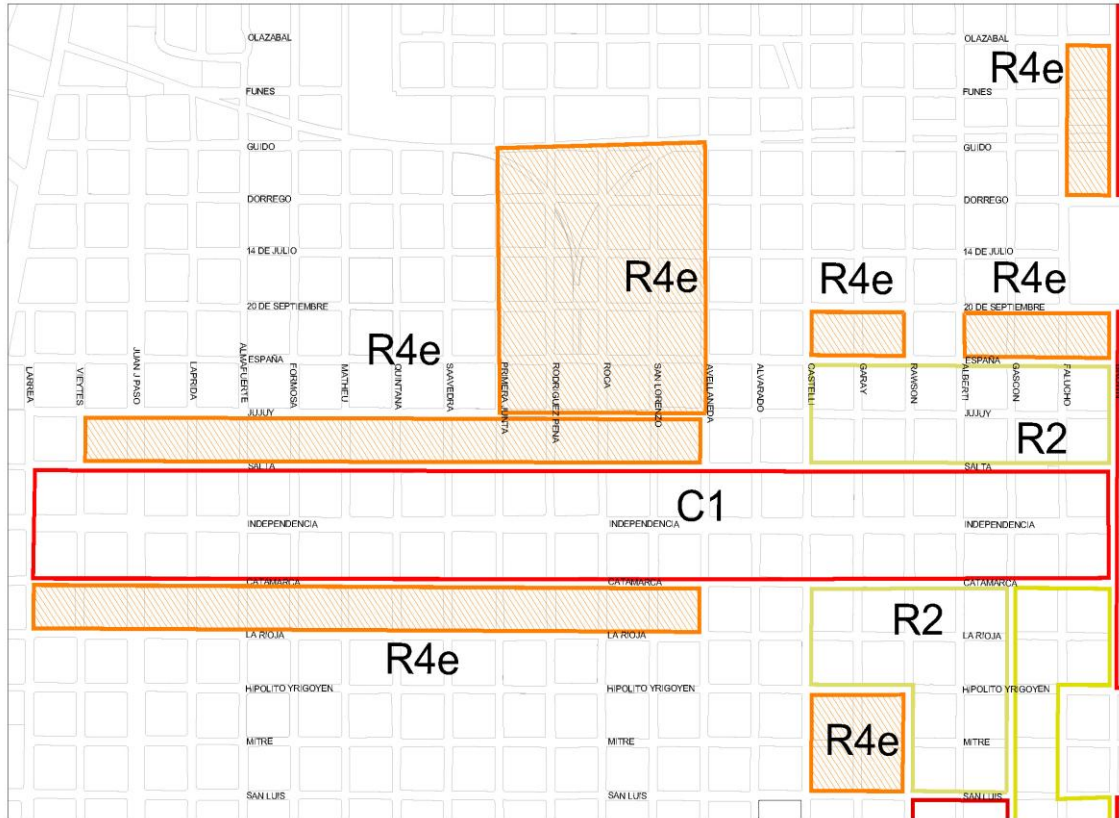 OLAZABAL
OLAZABAL
R4e
FUNES
FUNES
GUIDO
GUIDO
DORREGO
DORREGO
14 DE JULIO
14 DE JULIO
R4e
R4e
R4e
20 DE SEPTIEMBRE
20 DE SEPTIEMBRE
R4e
ESPAÑA
ESPAÑA
LARREA
VIEYTES
JUAN J PASO
LAPRIDA
ALMAFUERTE
FORMOSA
MATHEU
QUINTANA
SAAVEDRA
PRIMERA JUNTA
RODRIGUEZ PENA
ROCA
SAN LORENZO
AVELLANEDA
ALVARADO
CASTELLI
GARAY
RAWSON
ALBERTI
GASCON
FALUCHO
JUJUY
JUJUY
R2
SALTA
SALTA
C1
INDEPENDENCIA
INDEPENDENCIA
INDEPENDENCIA
CATAMARCA
CATAMARCA
CATAMARCA
R2
LA RIOJA
LA RIOJA
LA RIOJA
R4e
HIPOLITO YRIGOYEN
HIPOLITO YRIGOYEN
HIPOLITO YRIGOYEN
MITRE
MITRE
R4e
MITRE
SAN LUIS
SAN LUIS
SAN LUIS